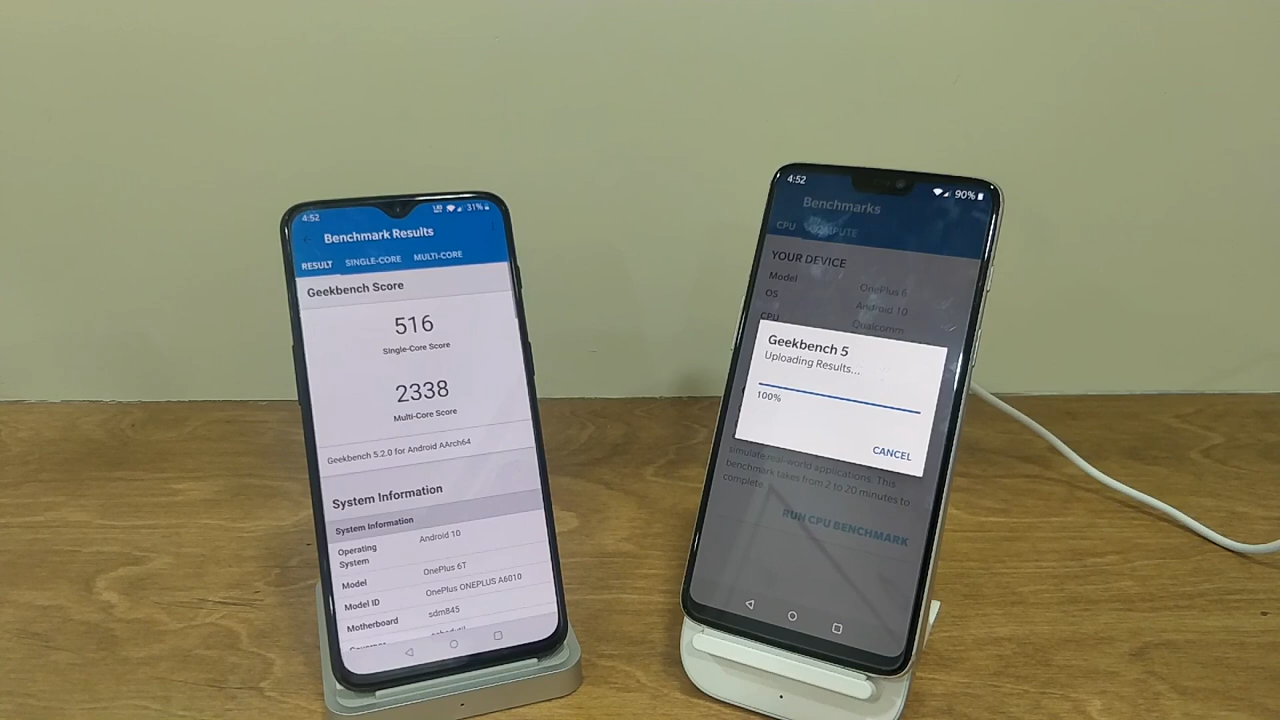 4:52
31%
Benchmark Results
RESULT SINGLE-CORE MULTI-CORE
Geekbench Score
516
Single-Core Score
2338
Multi-Core Score
Geekbench 5.2.0 for Android AArch64
System Information
System Information
Operating System Android 10
Model OnePlus 6T
Model ID OnePlus ONEPLUS A6010
Motherboard sdm845
4:52 90%
Benchmarks
CPU COMPUTE
YOUR DEVICE
Model OnePlus 6
OS Android 10
CPU Qualcomm
Geekbench 5
Uploading Results...
100%
CANCEL
simulate real-world applications. This
benchmark takes from 2 to 20 minutes to
complete.
RUN CPU BENCHMARK